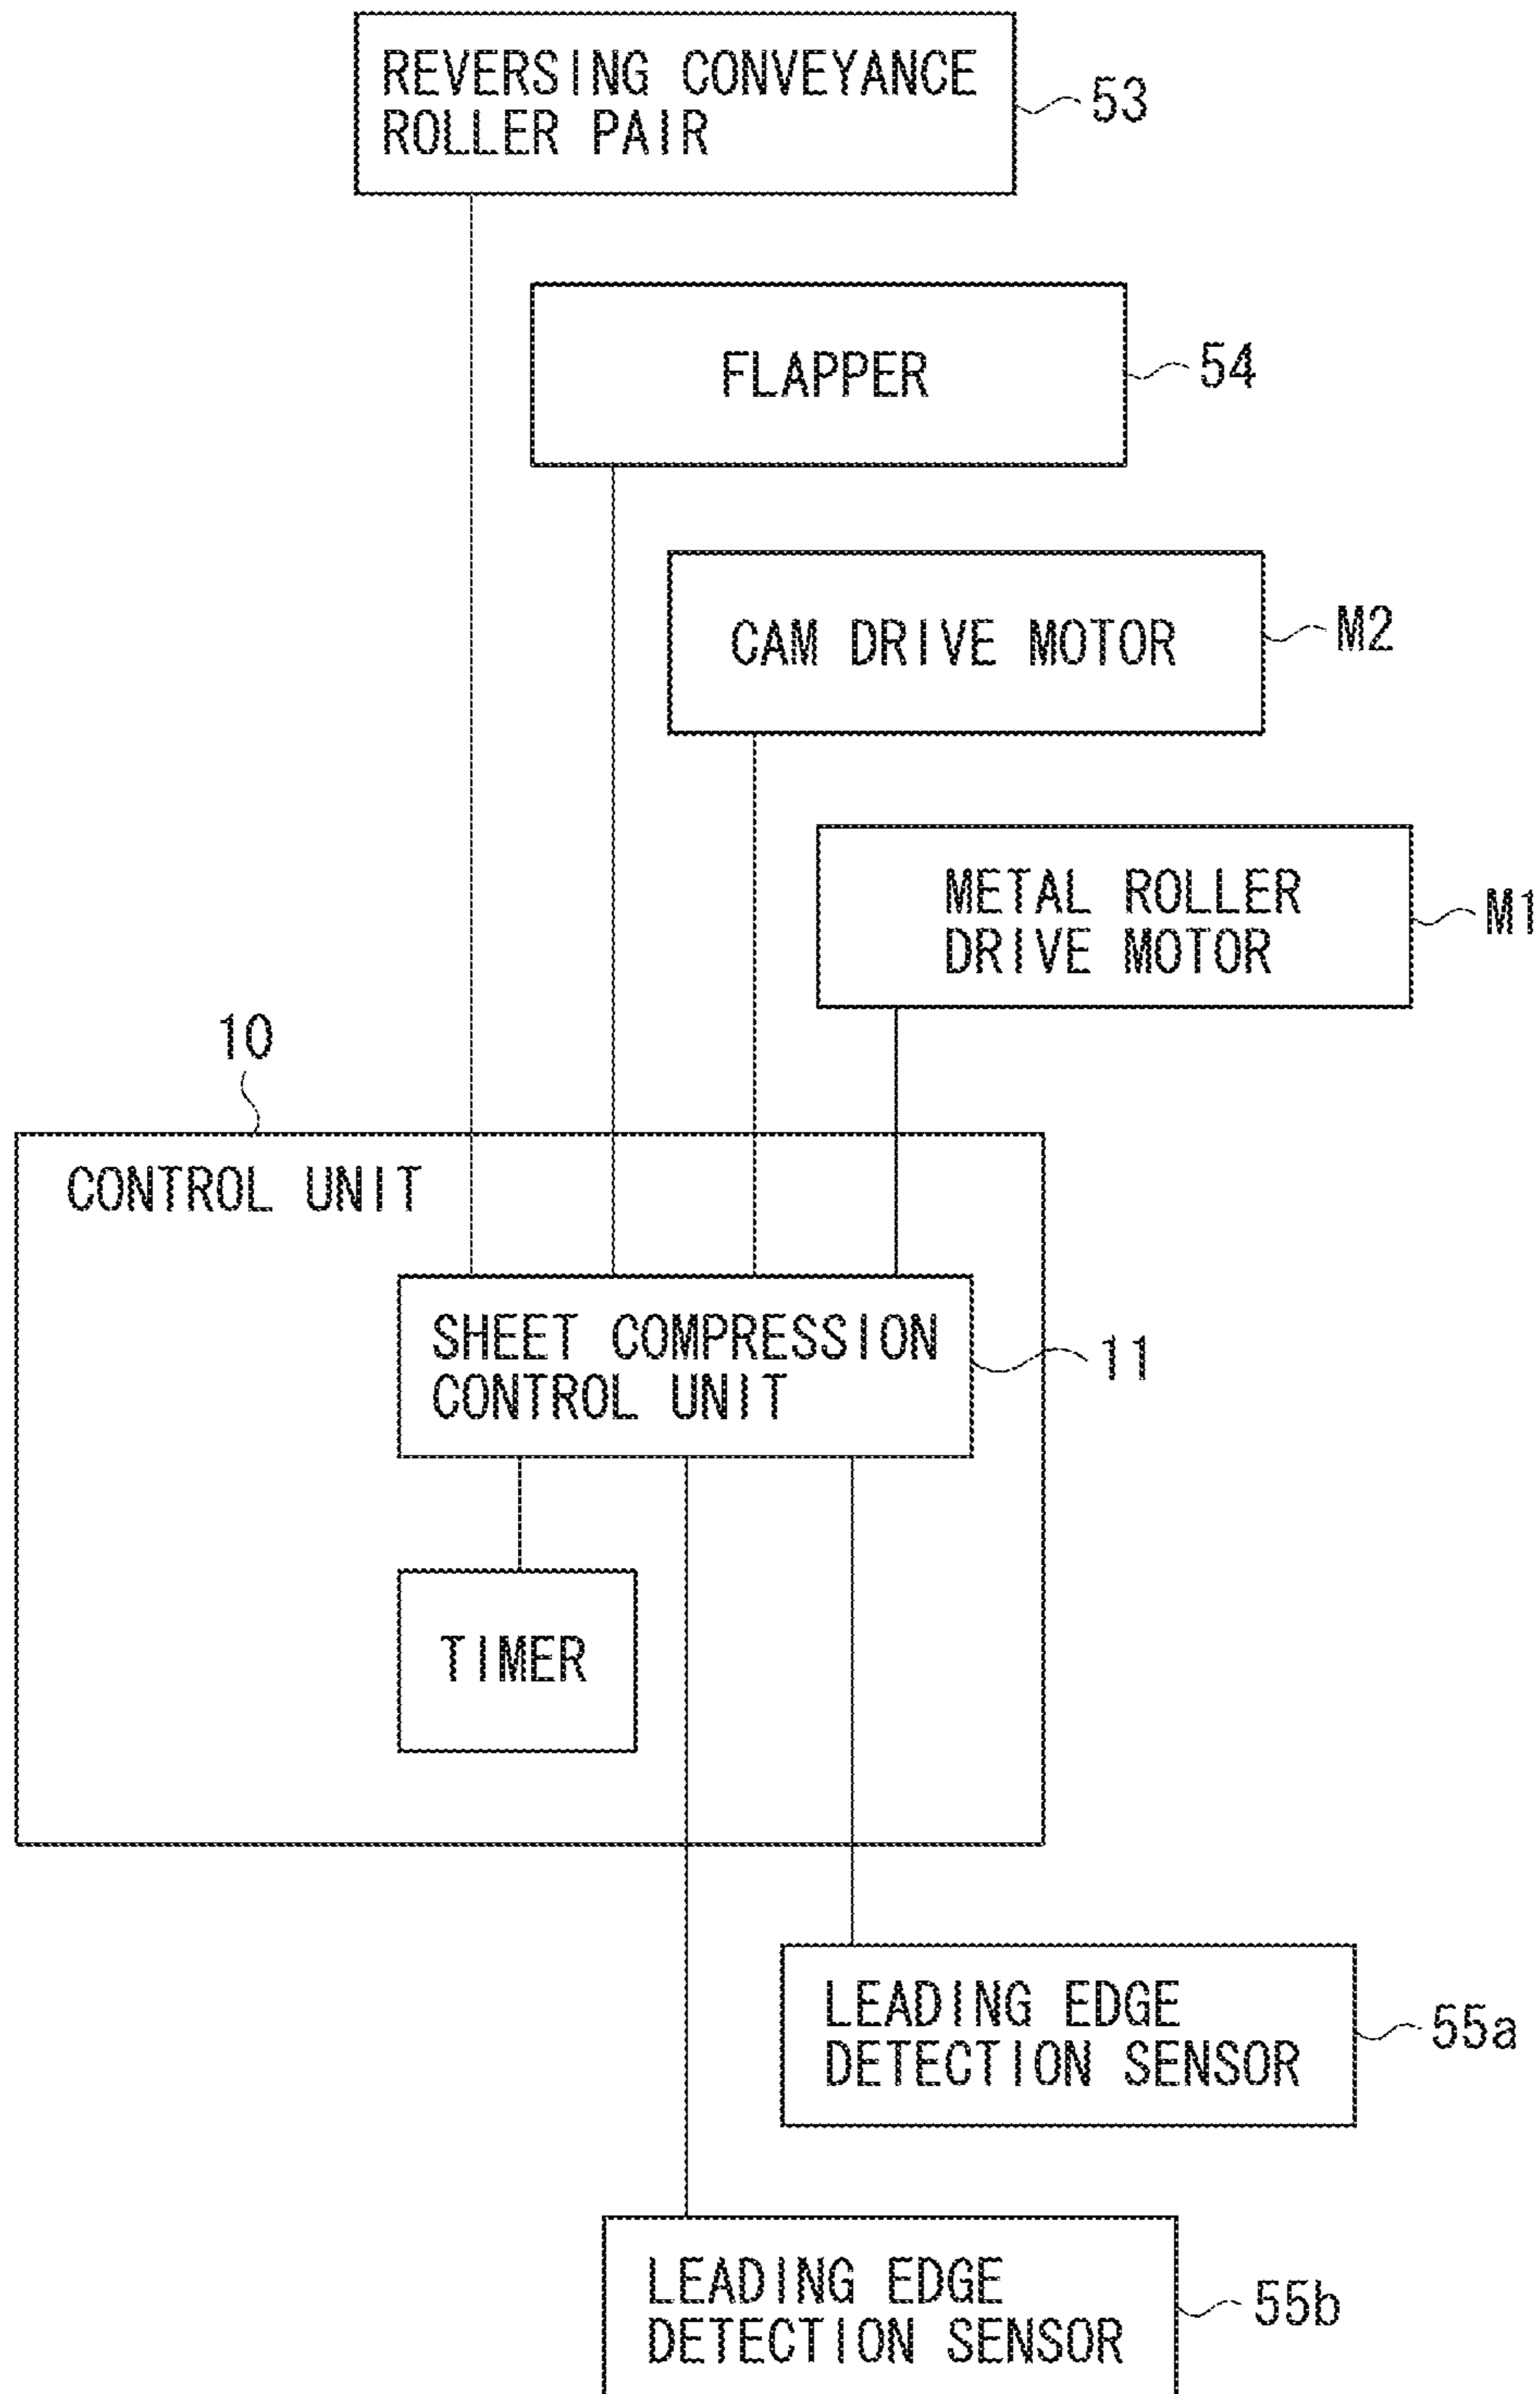 REVERSING CONVEYANCE
ROLLER PAIR
53
FLAPPER
54
CAM DRIVE MOTOR
M2
METAL ROLLER
DRIVE MOTOR
M1
10
CONTROL UNIT
SHEET COMPRESSION
CONTROL UNIT
11
TIMER
LEADING EDGE
DETECTION SENSOR
55a
LEADING EDGE
DETECTION SENSOR
55b